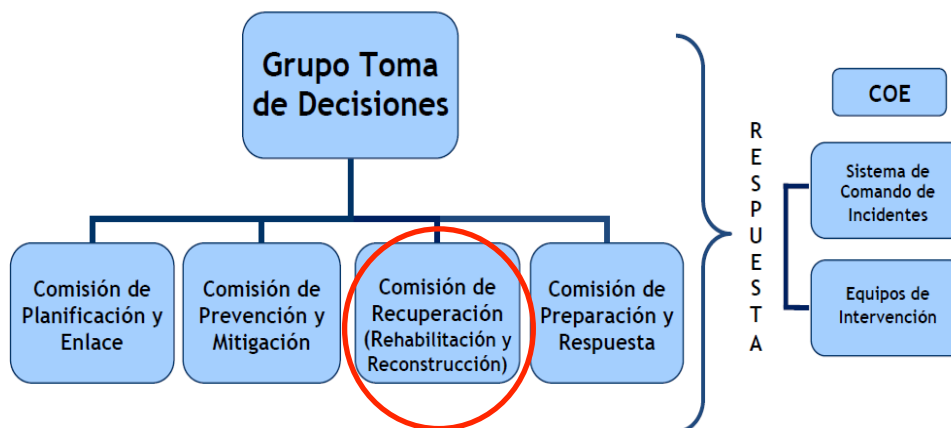 Grupo Toma
de Decisiones
Comisión de
Planificación y
Enlace
Comisión de
Prevención y
Mitigación
Comisión de
Recuperación
(Rehabilitación y
Reconstrucción)
Comisión de
Preparación y
Respuesta
R
E
S
P
U
E
S
T
A
COE
Sistema de
Comando de
Incidentes
Equipos de
Intervención